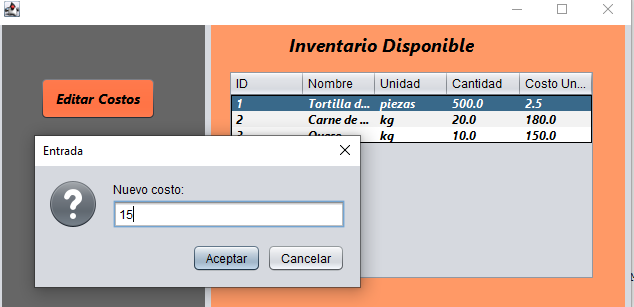 Inventario Disponible
Editar Costos
ID Nombre Unidad Cantidad Costo Un...
1 Tortilla d... piezas 500.0 2.5
2 Carne de ... kg 20.0 180.0
3 Queso kg 10.0 150.0
Entrada
Nuevo costo:
15
Aceptar Cancelar